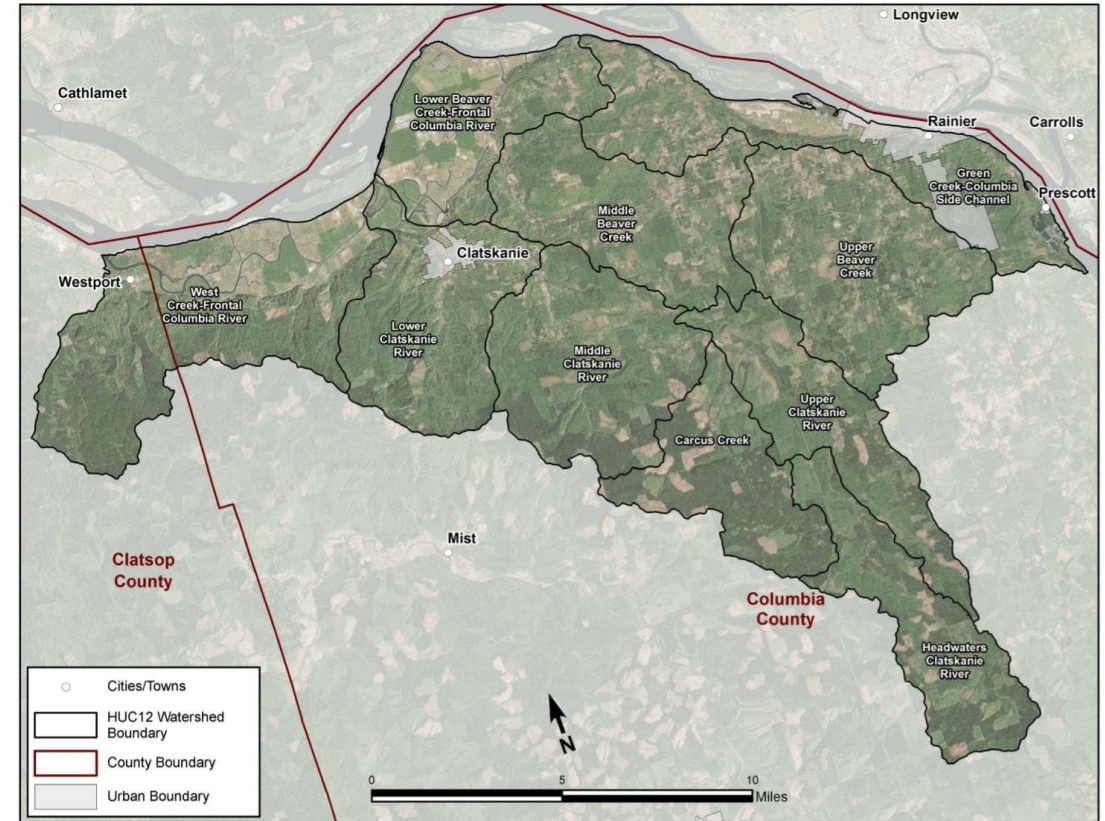 Longview
Cathlamet
Lower Beaver
Creek-Frontal
Columbia River
Rainier
Carrolls
Green
Creek-Columbia
Side Channel
Prescott
Middle
Beaver
Creek
Upper
Beaver
Creek
Clatskanie
Westport
West
Creek-Frontal
Columbia River
Lower
Clatskanie
River
Middle
Clatskanie
River
Upper
Clatskanie
River
Carcus Creek
Mist
Clatsop
County
Columbia
County
Headwaters
Clatskanie
River
Cities/Towns
HUC12 Watershed
Boundary
County Boundary
Urban Boundary
N
0 5 10
Miles